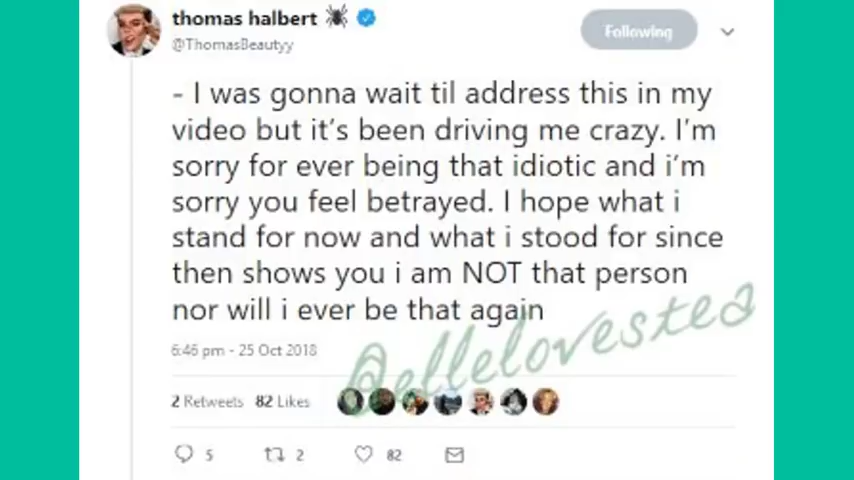 thomas halbert
@ThomasBeautyy
Following
- I was gonna wait til address this in my
video but it's been driving me crazy. I'm
sorry for ever being that idiotic and i'm
sorry you feel betrayed. I hope what i
stand for now and what i stood for since
then shows you i am NOT that person
nor will i ever be that again
@ellelovestea
6:46 pm - 25 Oct 2018
2 Retweets 82 Likes
5 2 82